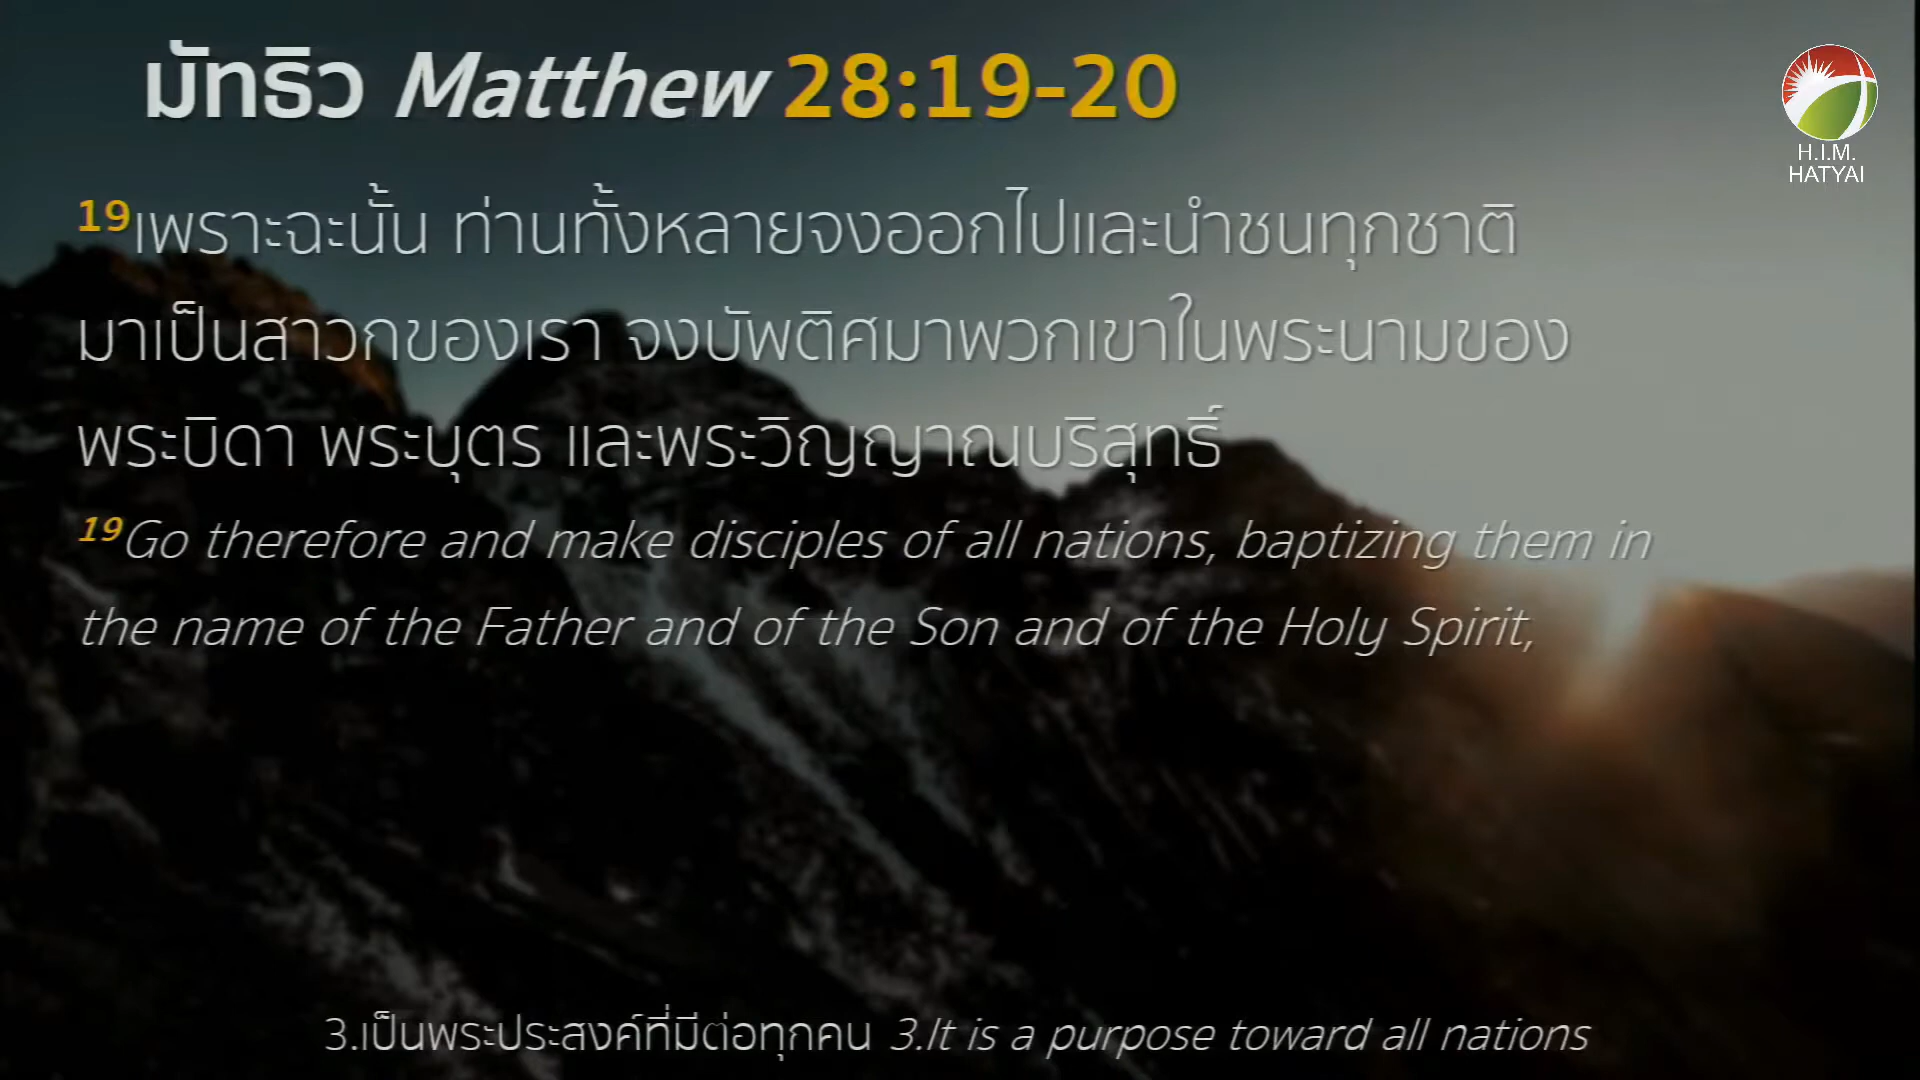 มัทธิว Matthew 28:19-20
H.I.M.
HATYAI
19เพราะฉะนั้น ท่านทั้งหลายจงออกไปและนำชนทุกชาติ
มาเป็นสาวกของเรา จงบัพติศมาพวกเขาในพระนามของ
พระบิดา พระบุตร และพระวิญญาณบริสุทธิ์
19Go therefore and make disciples of all nations, baptizing them in
the name of the Father and of the Son and of the Holy Spirit,
3.เป็นพระประสงค์ที่มีต่อทุกคน 3.It is a purpose toward all nations